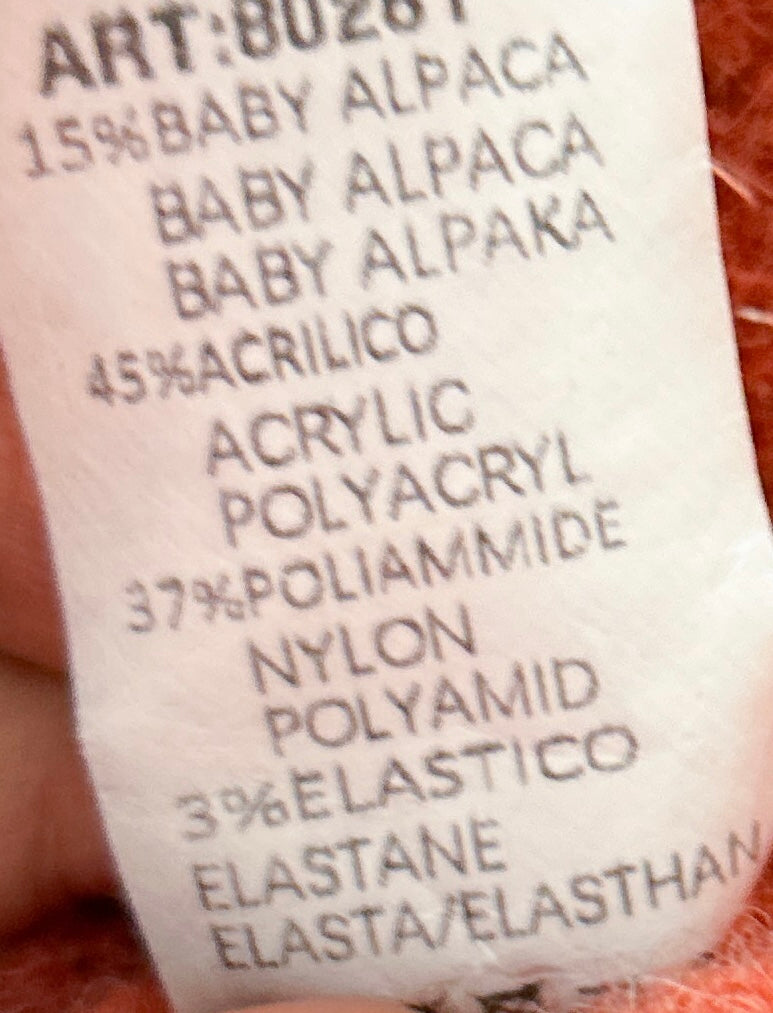 ART:80281
15%BABY ALPACA
BABY ALPACA
BABY ALPAKA
45%ACRILICO
ACRYLIC
POLYACRYL
37%POLIAMMIDE
NYLON
POLYAMID
3%ELASTICO
ELASTANE
ELASTA/ELASTHAN